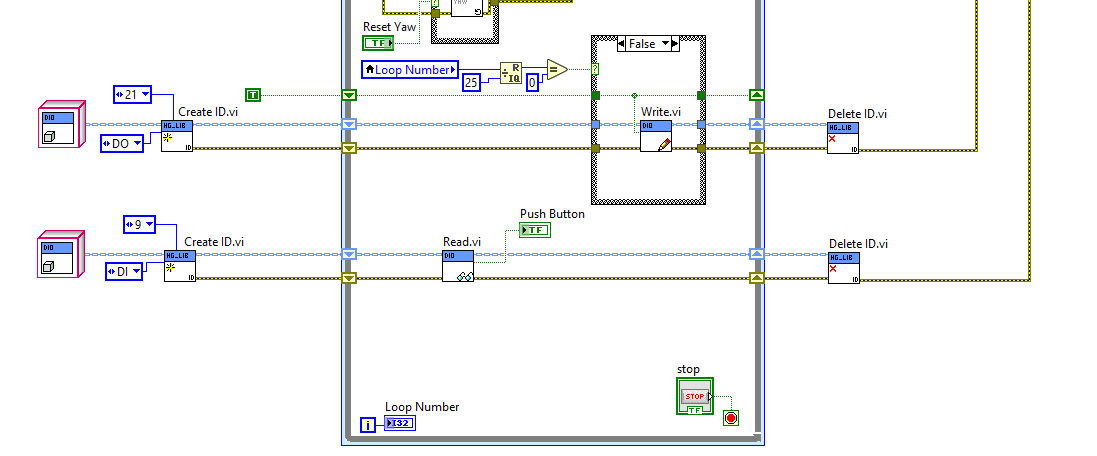 YAW
Reset Yaw
TF
Loop Number
25
R
IQ
=
0
?
False
T
21
DO
DIO
Create ID.vi
HG_LIB
ID
Write.vi
DIO
Delete ID.vi
HG_LIB
ID
9
DI
DIO
Create ID.vi
HG_LIB
ID
Read.vi
DIO
Push Button
TF
Delete ID.vi
HG_LIB
ID
stop
STOP
TF
Loop Number
i
I32